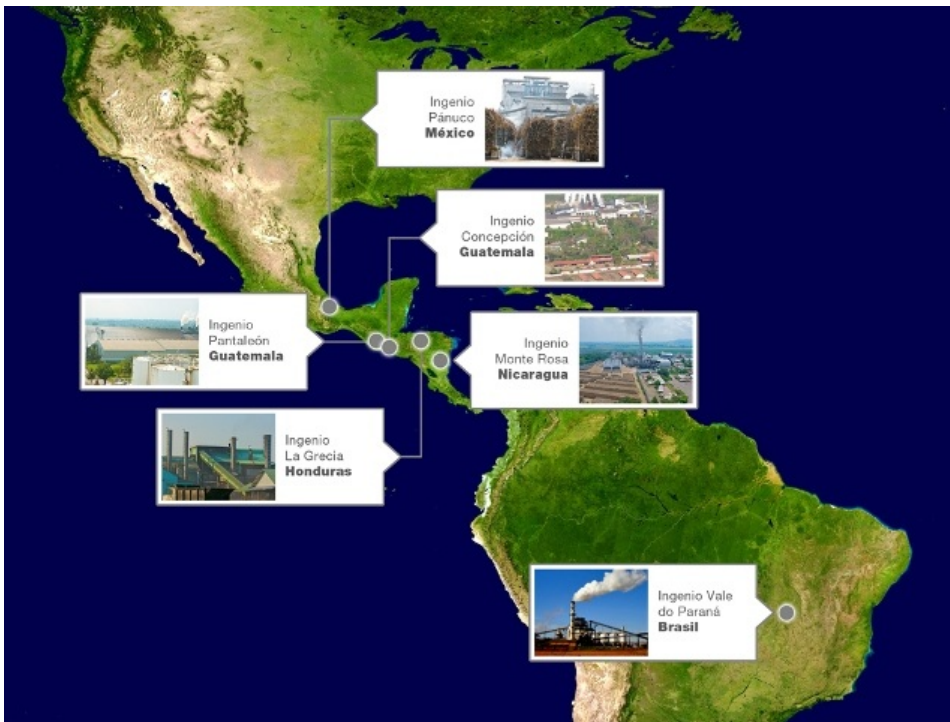 Ingenio
Pánuco
México
Ingenio
Concepción
Guatemala
Ingenio
Pantaleón
Guatemala
Ingenio
Monte Rosa
Nicaragua
Ingenio
La Grecia
Honduras
Ingenio Vale
do Paraná
Brasil